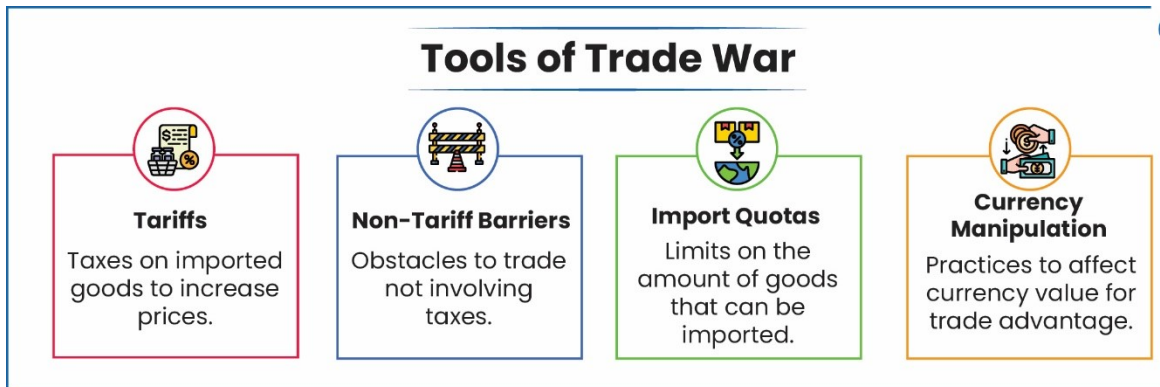 Tools of Trade War
Tariffs
Taxes on imported
goods to increase
prices.
Non-Tariff Barriers
Obstacles to trade
not involving
taxes.
Import Quotas
Limits on the
amount of goods
that can be
imported.
Currency
Manipulation
Practices to affect
currency value for
trade advantage.